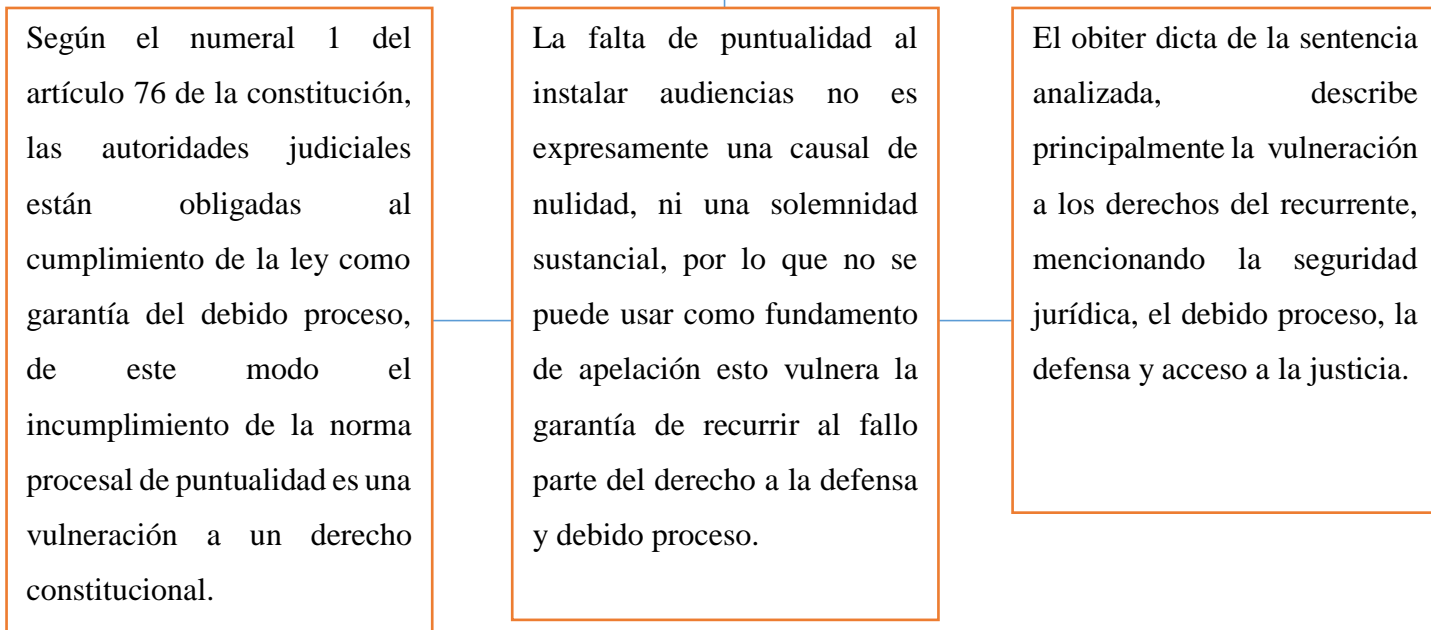 Según el numeral 1 del
artículo 76 de la constitución,
las autoridades judiciales
están obligadas al
cumplimiento de la ley como
garantía del debido proceso,
de este modo el
incumplimiento de la norma
procesal de puntualidad es una
vulneración a un derecho
constitucional.
La falta de puntualidad al
instalar audiencias no es
expresamente una causal de
nulidad, ni una solemnidad
sustancial, por lo que no se
puede usar como fundamento
de apelación esto vulnera la
garantía de recurrir al fallo
parte del derecho a la defensa
y debido proceso.
El obiter dicta de la sentencia
analizada, describe
principalmente la vulneración
a los derechos del recurrente,
mencionando la seguridad
jurídica, el debido proceso, la
defensa y acceso a la justicia.